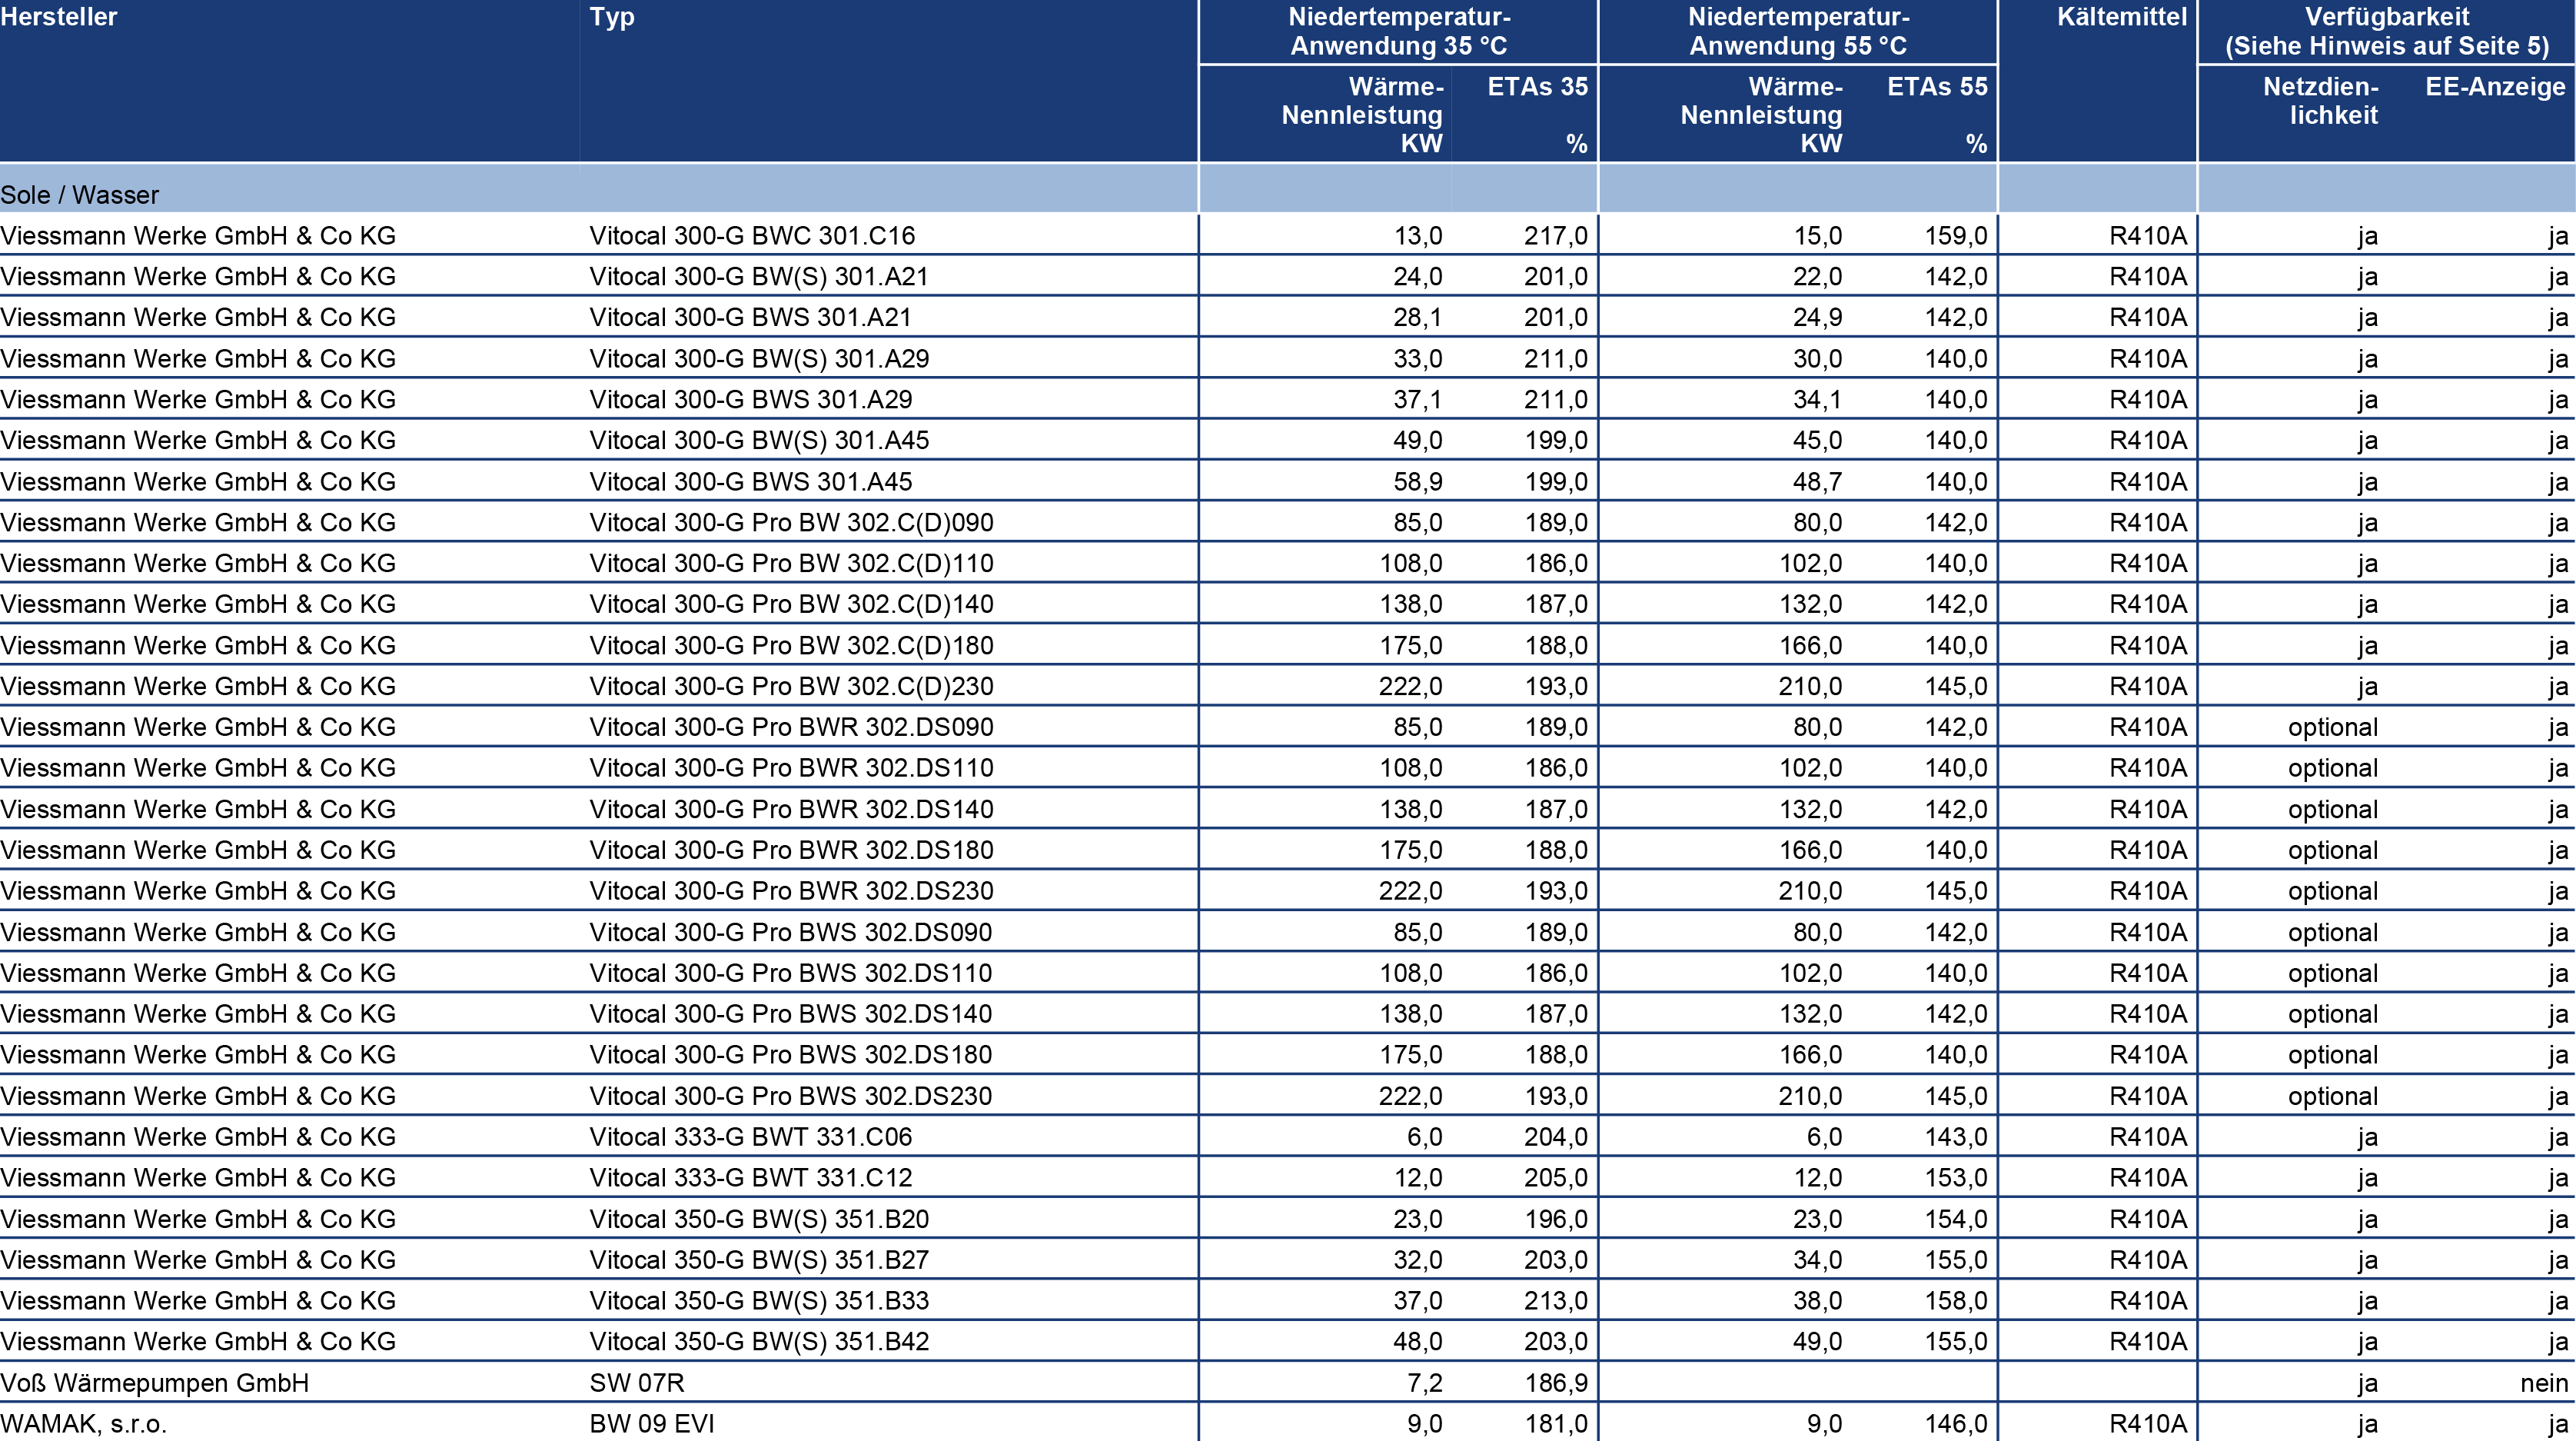 Hersteller Typ Niedertemperatur-Anwendung 35 °C Niedertemperatur-Anwendung 55 °C Kältemittel Verfügbarkeit (Siehe Hinweis auf Seite 5)
Wärme-Nennleistung KW ETAs 35 % Wärme-Nennleistung KW ETAs 55 % Netzdien-lichkeit EE-Anzeige
Sole / Wasser
Viessmann Werke GmbH & Co KG Vitocal 300-G BWC 301.C16 13,0 217,0 15,0 159,0 R410A ja ja
Viessmann Werke GmbH & Co KG Vitocal 300-G BW(S) 301.A21 24,0 201,0 22,0 142,0 R410A ja ja
Viessmann Werke GmbH & Co KG Vitocal 300-G BWS 301.A21 28,1 201,0 24,9 142,0 R410A ja ja
Viessmann Werke GmbH & Co KG Vitocal 300-G BW(S) 301.A29 33,0 211,0 30,0 140,0 R410A ja ja
Viessmann Werke GmbH & Co KG Vitocal 300-G BWS 301.A29 37,1 211,0 34,1 140,0 R410A ja ja
Viessmann Werke GmbH & Co KG Vitocal 300-G BW(S) 301.A45 49,0 199,0 45,0 140,0 R410A ja ja
Viessmann Werke GmbH & Co KG Vitocal 300-G BWS 301.A45 58,9 199,0 48,7 140,0 R410A ja ja
Viessmann Werke GmbH & Co KG Vitocal 300-G Pro BW 302.C(D)090 85,0 189,0 80,0 142,0 R410A ja ja
Viessmann Werke GmbH & Co KG Vitocal 300-G Pro BW 302.C(D)110 108,0 186,0 102,0 140,0 R410A ja ja
Viessmann Werke GmbH & Co KG Vitocal 300-G Pro BW 302.C(D)140 138,0 187,0 132,0 142,0 R410A ja ja
Viessmann Werke GmbH & Co KG Vitocal 300-G Pro BW 302.C(D)180 175,0 188,0 166,0 140,0 R410A ja ja
Viessmann Werke GmbH & Co KG Vitocal 300-G Pro BW 302.C(D)230 222,0 193,0 210,0 145,0 R410A ja ja
Viessmann Werke GmbH & Co KG Vitocal 300-G Pro BWR 302.DS090 85,0 189,0 80,0 142,0 R410A optional ja
Viessmann Werke GmbH & Co KG Vitocal 300-G Pro BWR 302.DS110 108,0 186,0 102,0 140,0 R410A optional ja
Viessmann Werke GmbH & Co KG Vitocal 300-G Pro BWR 302.DS140 138,0 187,0 132,0 142,0 R410A optional ja
Viessmann Werke GmbH & Co KG Vitocal 300-G Pro BWR 302.DS180 175,0 188,0 166,0 140,0 R410A optional ja
Viessmann Werke GmbH & Co KG Vitocal 300-G Pro BWR 302.DS230 222,0 193,0 210,0 145,0 R410A optional ja
Viessmann Werke GmbH & Co KG Vitocal 300-G Pro BWS 302.DS090 85,0 189,0 80,0 142,0 R410A optional ja
Viessmann Werke GmbH & Co KG Vitocal 300-G Pro BWS 302.DS110 108,0 186,0 102,0 140,0 R410A optional ja
Viessmann Werke GmbH & Co KG Vitocal 300-G Pro BWS 302.DS140 138,0 187,0 132,0 142,0 R410A optional ja
Viessmann Werke GmbH & Co KG Vitocal 300-G Pro BWS 302.DS180 175,0 188,0 166,0 140,0 R410A optional ja
Viessmann Werke GmbH & Co KG Vitocal 300-G Pro BWS 302.DS230 222,0 193,0 210,0 145,0 R410A optional ja
Viessmann Werke GmbH & Co KG Vitocal 333-G BWT 331.C06 6,0 204,0 6,0 143,0 R410A ja ja
Viessmann Werke GmbH & Co KG Vitocal 333-G BWT 331.C12 12,0 205,0 12,0 153,0 R410A ja ja
Viessmann Werke GmbH & Co KG Vitocal 350-G BW(S) 351.B20 23,0 196,0 23,0 154,0 R410A ja ja
Viessmann Werke GmbH & Co KG Vitocal 350-G BW(S) 351.B27 32,0 203,0 34,0 155,0 R410A ja ja
Viessmann Werke GmbH & Co KG Vitocal 350-G BW(S) 351.B33 37,0 213,0 38,0 158,0 R410A ja ja
Viessmann Werke GmbH & Co KG Vitocal 350-G BW(S) 351.B42 48,0 203,0 49,0 155,0 R410A ja ja
Voß Wärmepumpen GmbH SW 07R 7,2 186,9 ja nein
WAMAK, s.r.o. BW 09 EVI 9,0 181,0 9,0 146,0 R410A ja ja